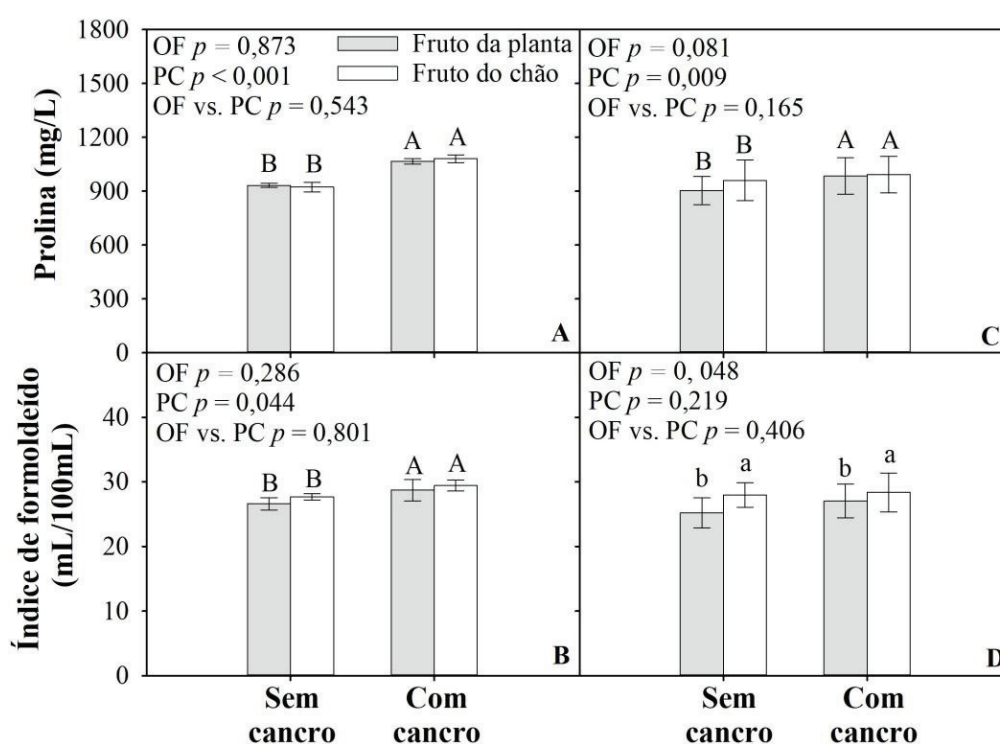 Prolina (mg/L)
1800
1500
1200
900
600
300
0
OF p = 0,873
PC p < 0,001
OF vs. PC p = 0,543
Fruto da planta
Fruto do chão
B B
A A
A
OF p = 0,081
PC p = 0,009
OF vs. PC p = 0,165
B B
A A
C
Índice de formoldeído
(mL/100mL)
40
30
20
10
0
OF p = 0,286
PC p = 0,044
OF vs. PC p = 0,801
B B
A A
B
OF p = 0, 048
PC p = 0,219
OF vs. PC p = 0,406
b a
b a
D
Sem
cancro
Com
cancro
Sem
cancro
Com
cancro